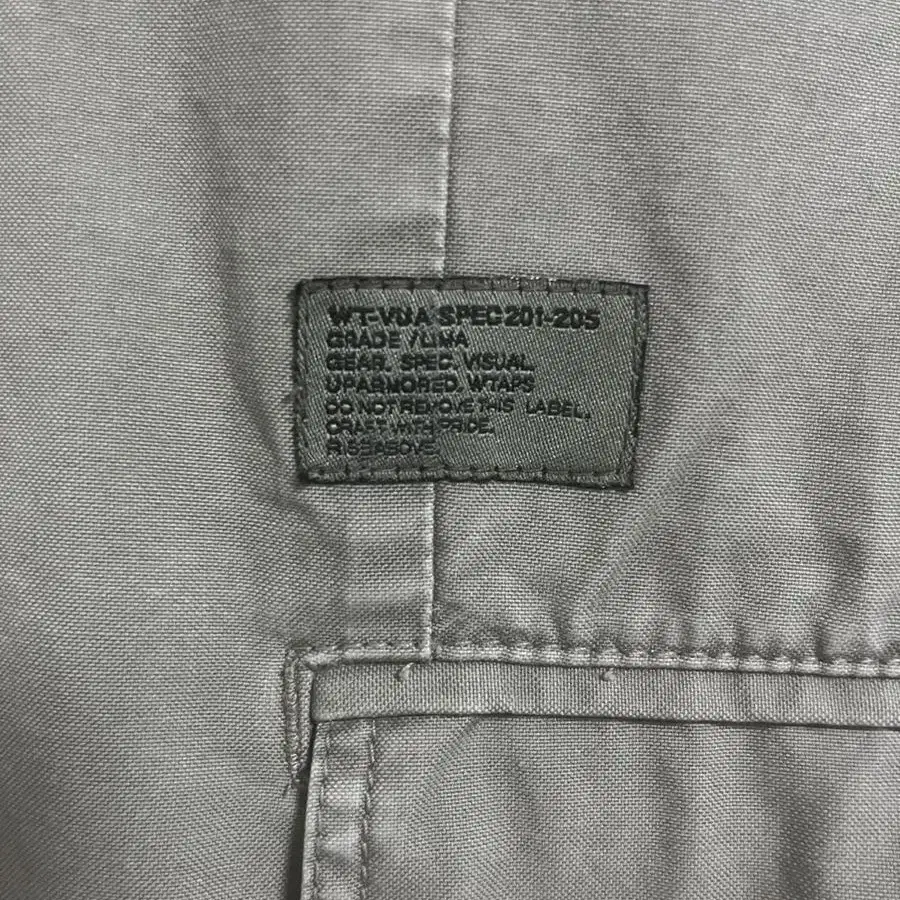 WT-VUA SPEC201-205
GRADE / UMA
GEAR. SPEC. VISUAL.
UPARMORED. WTAPS
DO NOT REMOVE THIS LABEL.
CRAFT WITH PRIDE.
RISE ABOVE.